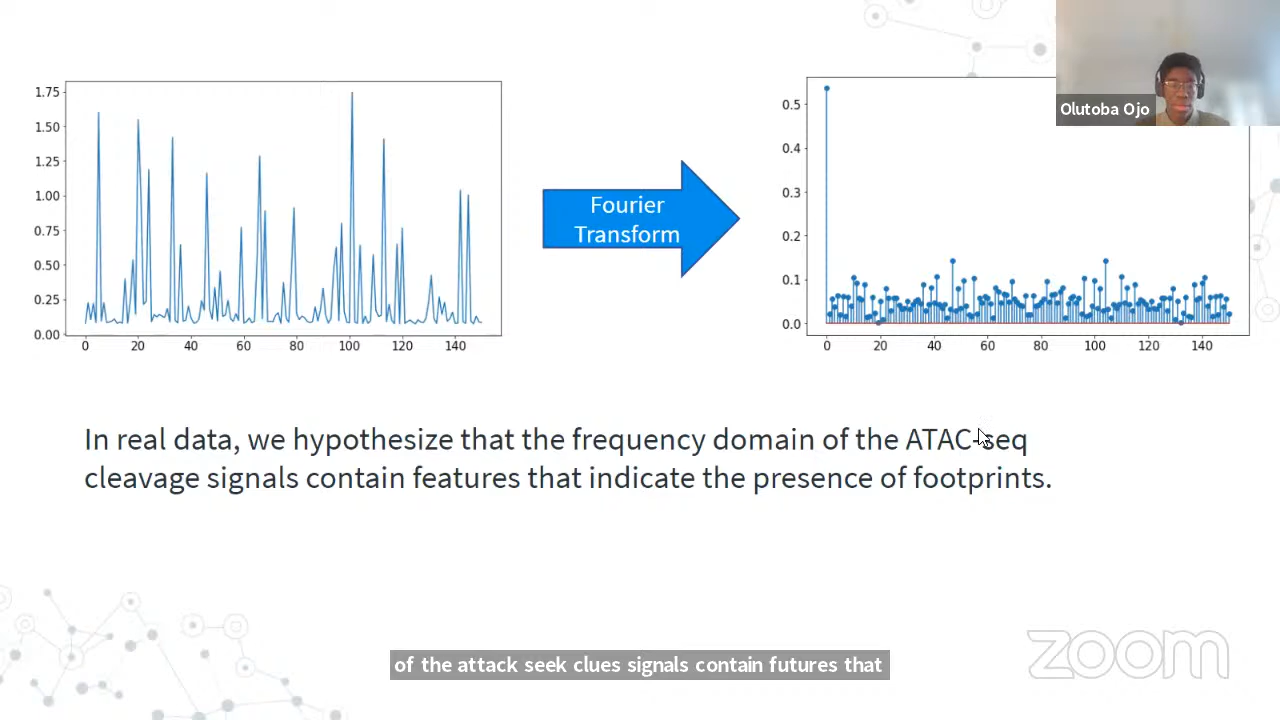 Olutoba Ojo
1.75
1.50
1.25
1.00
0.75
0.50
0.25
0.00
0 20 40 60 80 100 120 140
Fourier
Transform
0.5
0.4
0.3
0.2
0.1
0.0
0 20 40 60 80 100 120 140
In real data, we hypothesize that the frequency domain of the ATAC-seq
cleavage signals contain features that indicate the presence of footprints.
of the attack seek clues signals contain futures that
zoom